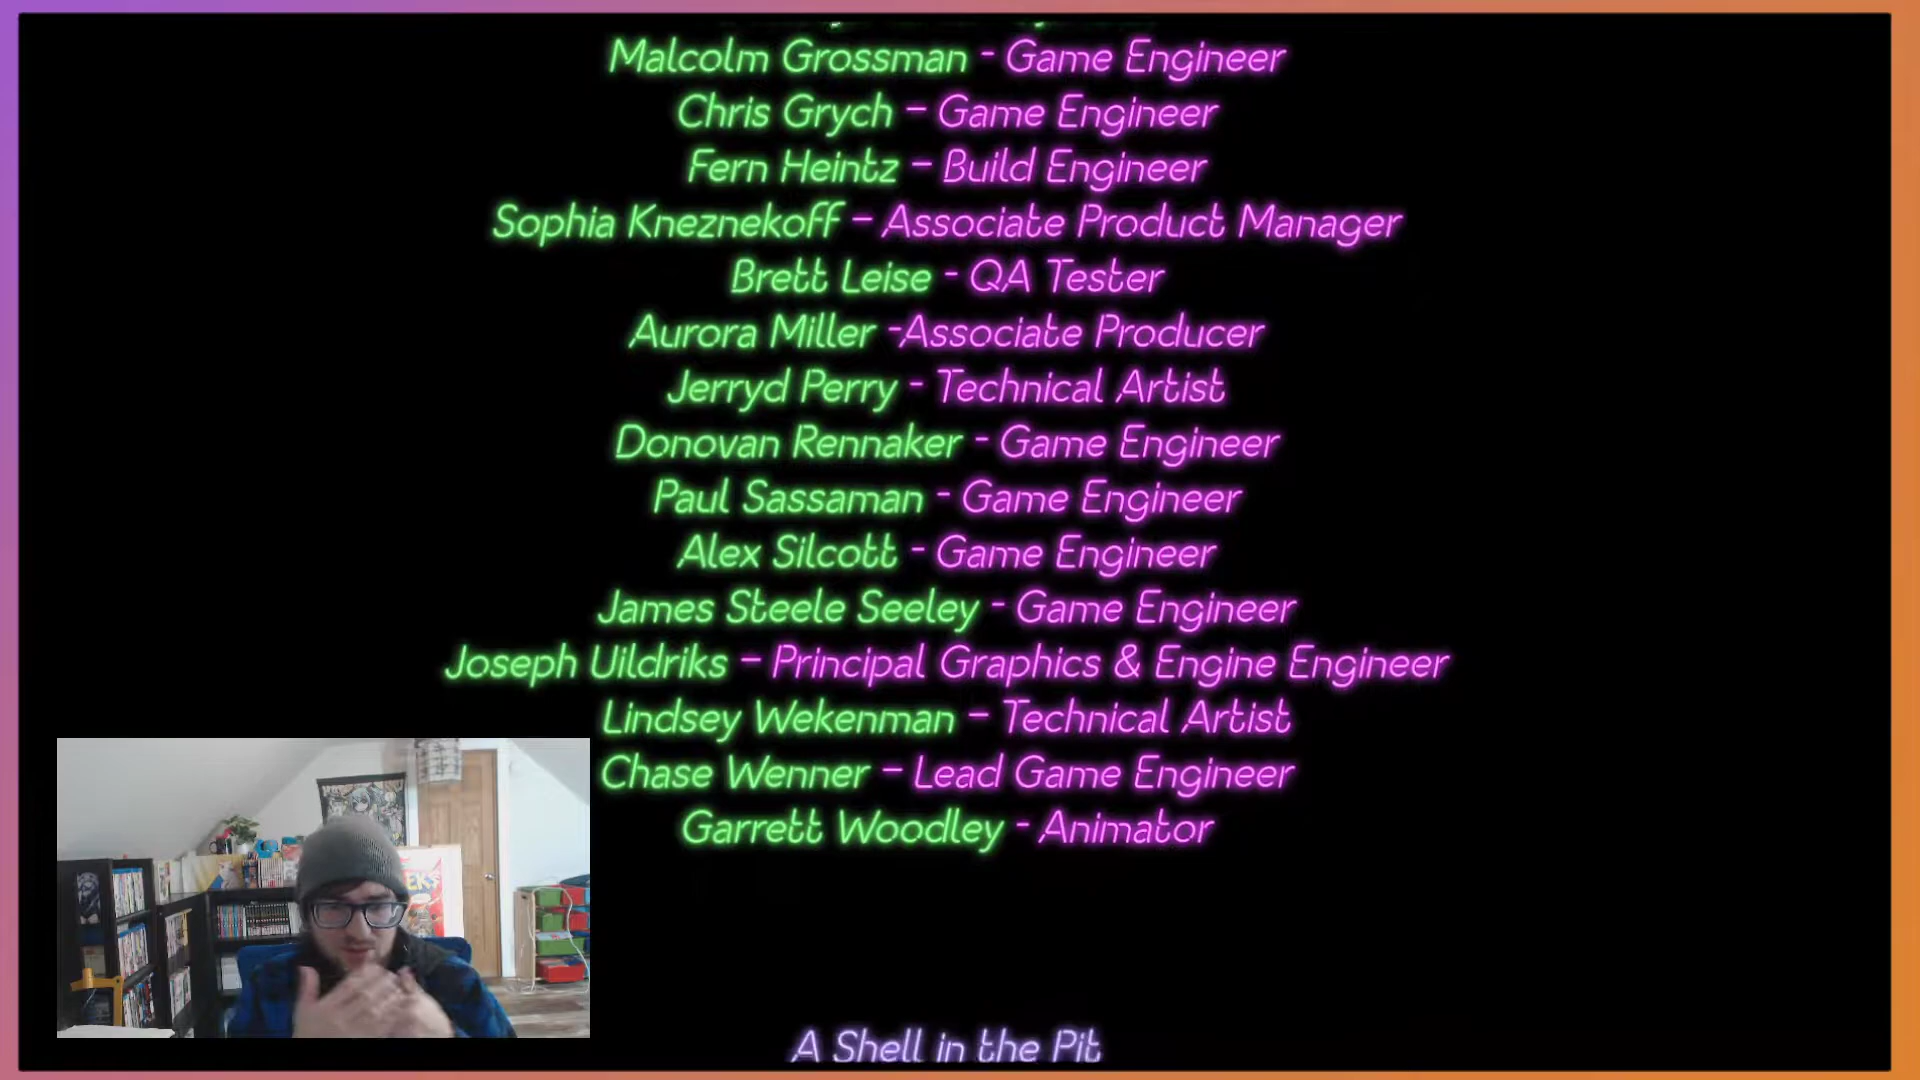 Malcolm Grossman - Game Engineer
Chris Grych – Game Engineer
Fern Heintz – Build Engineer
Sophia Kneznekoff – Associate Product Manager
Brett Leise - QA Tester
Aurora Miller -Associate Producer
Jerryd Perry - Technical Artist
Donovan Rennaker - Game Engineer
Paul Sassaman - Game Engineer
Alex Silcott - Game Engineer
James Steele Seeley - Game Engineer
Joseph Uildriks – Principal Graphics & Engine Engineer
Lindsey Wekenman – Technical Artist
Chase Wenner – Lead Game Engineer
Garrett Woodley - Animator
A Shell in the Pit